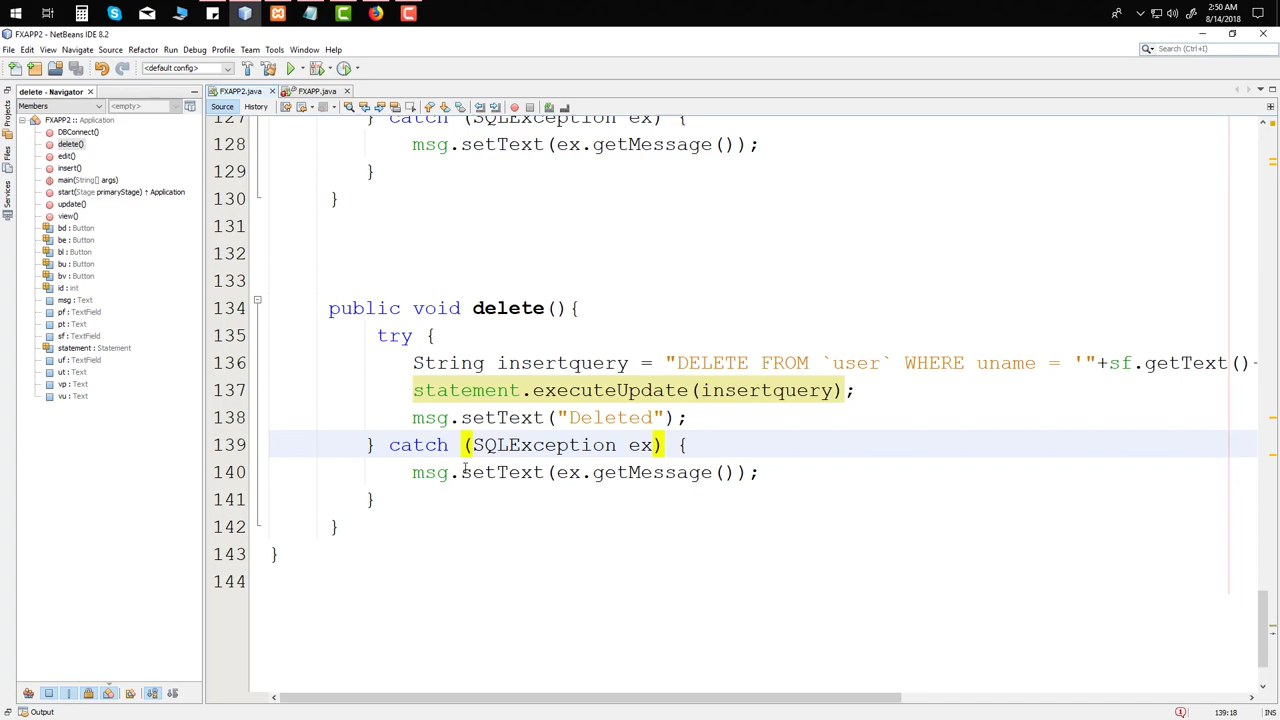 2:50 AM
8/14/2018
FXAPP2 - NetBeans IDE 8.2
File Edit View Navigate Source Refactor Run Debug Profile Team Tools Window Help
Search (Ctrl+I)
<default config>
delete - Navigator
FXAPP2.java
FXAPP.java
Members
<empty>
Source
History
FXAPP2 :: Application
DBConnect()
delete()
edit()
insert()
main(String[] args)
start(Stage primaryStage) ↑ Application
update()
view()
bd : Button
be : Button
bl : Button
bu : Button
bv : Button
id : int
msg : Text
pf : TextField
pt : Text
sf : TextField
statement : Statement
uf : TextField
ut : Text
vp : Text
vu : Text
Projects
Files
Services
127 } catch (SQLException ex) {
128 msg.setText(ex.getMessage());
129 }
130 }
131
132
133
134 public void delete(){
135 try {
136 String insertquery = "DELETE FROM `user` WHERE uname = '"+sf.getText()+
137 statement.executeUpdate(insertquery);
138 msg.setText("Deleted");
139 } catch (SQLException ex) {
140 msg.setText(ex.getMessage());
141 }
142 }
143 }
144
Output
139:18
INS